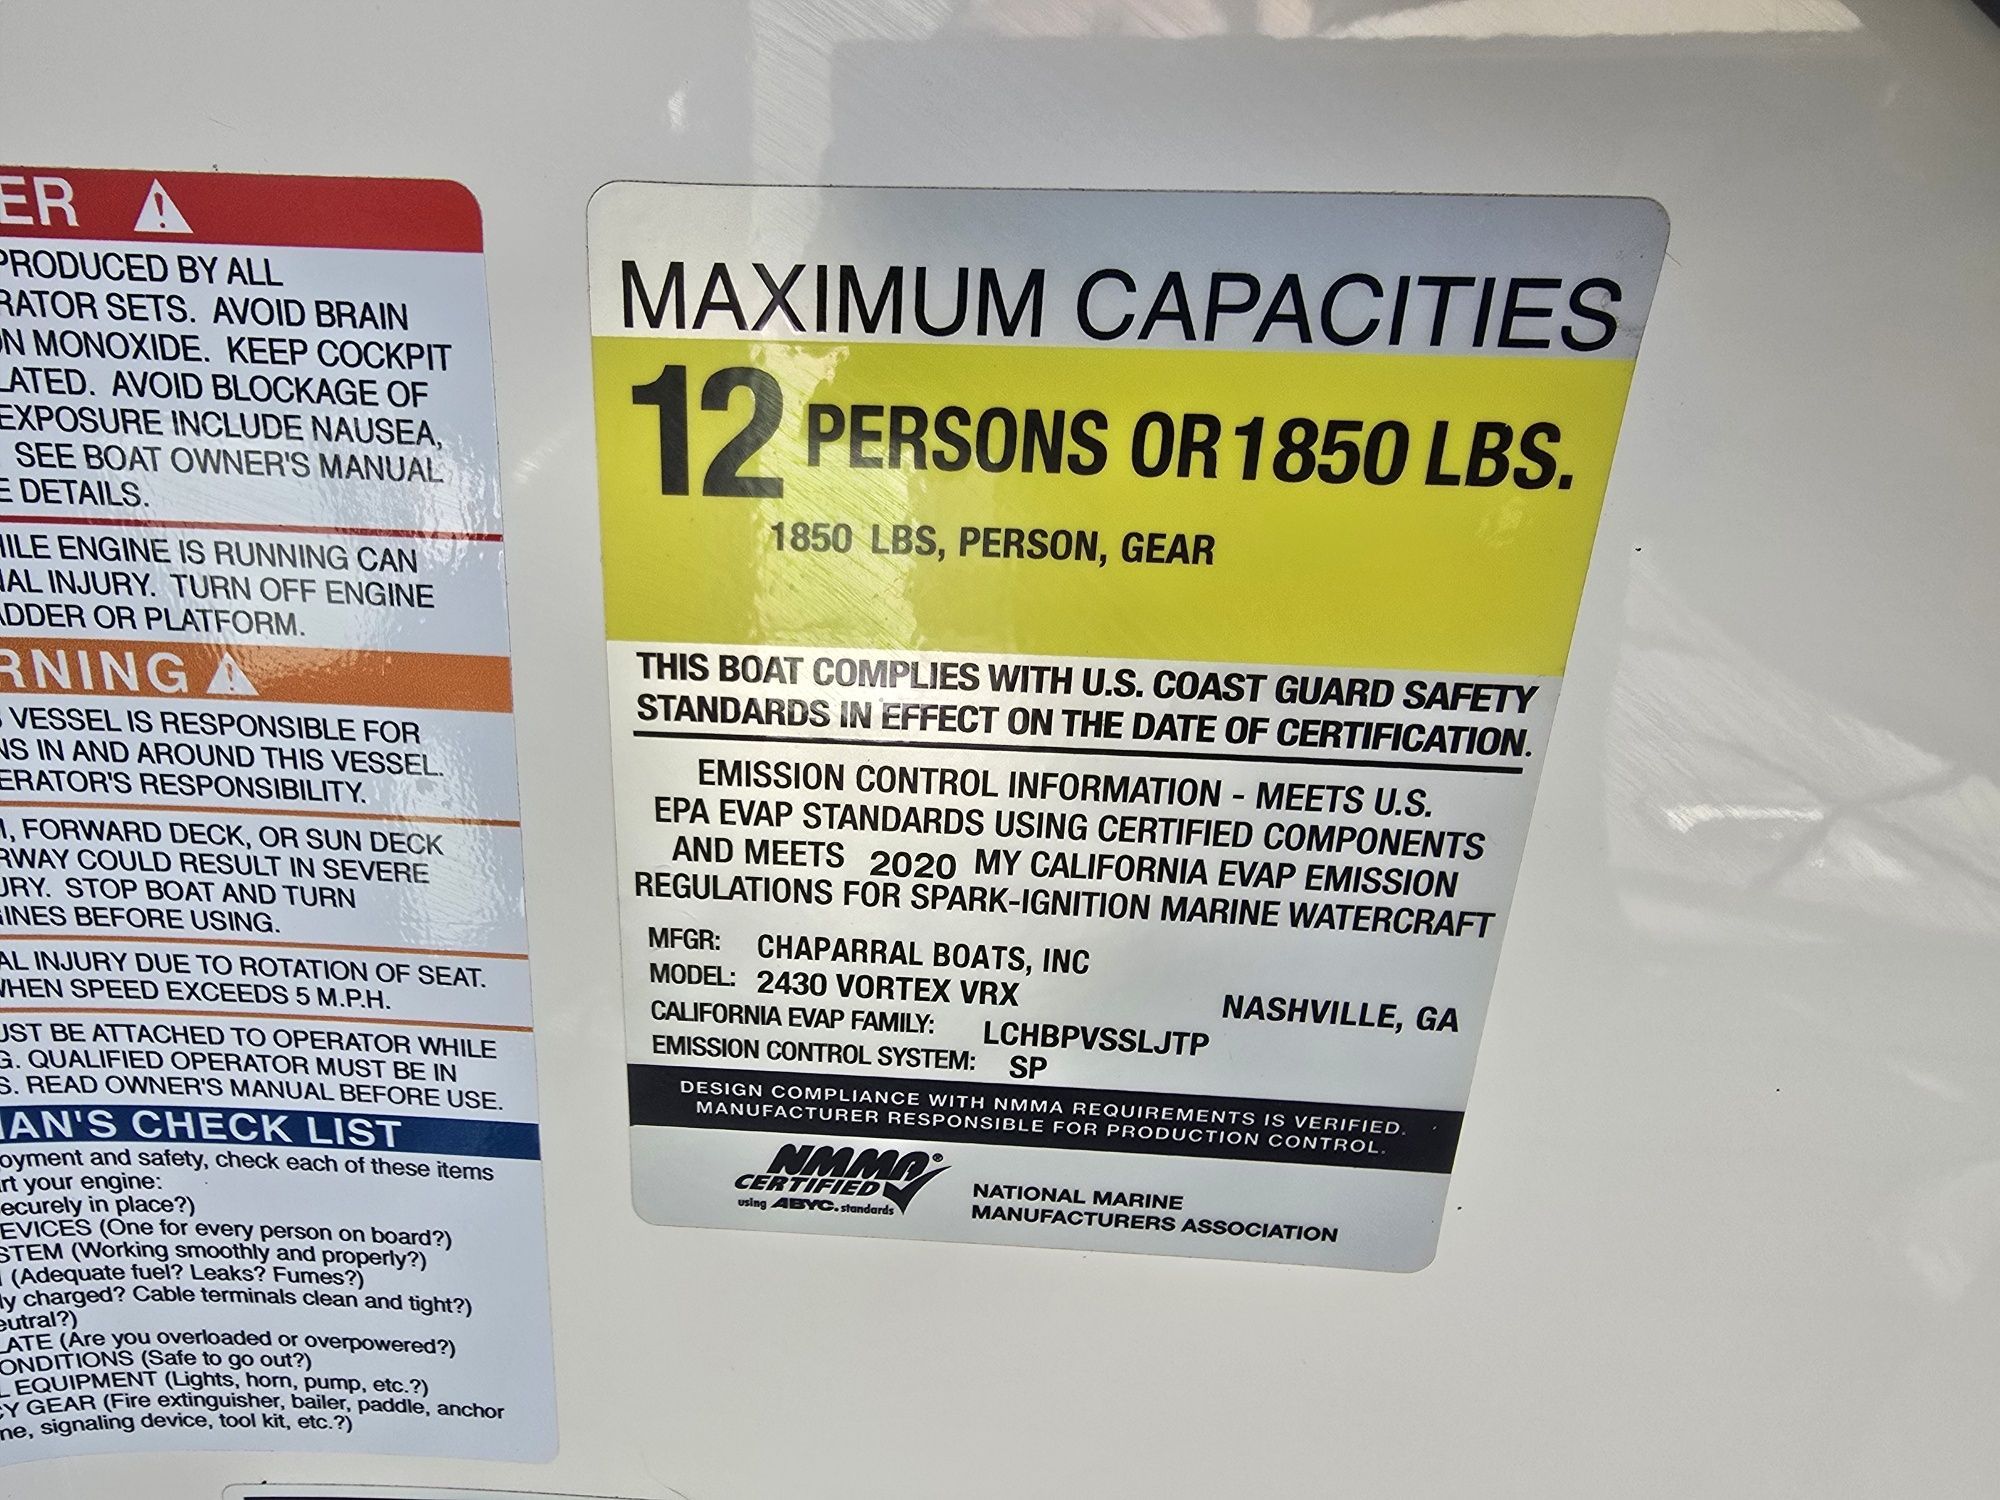 ER
PRODUCED BY ALL
RATOR SETS. AVOID BRAIN
ON MONOXIDE. KEEP COCKPIT
LATED. AVOID BLOCKAGE OF
EXPOSURE INCLUDE NAUSEA,
SEE BOAT OWNER'S MANUAL
E DETAILS.
ILE ENGINE IS RUNNING CAN
AL INJURY. TURN OFF ENGINE
ADDER OR PLATFORM.
RNING
VESSEL IS RESPONSIBLE FOR
NS IN AND AROUND THIS VESSEL.
ERATOR'S RESPONSIBILITY.
, FORWARD DECK, OR SUN DECK
RWAY COULD RESULT IN SEVERE
URY. STOP BOAT AND TURN
INES BEFORE USING.
AL INJURY DUE TO ROTATION OF SEAT.
WHEN SPEED EXCEEDS 5 M.P.H.
UST BE ATTACHED TO OPERATOR WHILE
G. QUALIFIED OPERATOR MUST BE IN
S. READ OWNER'S MANUAL BEFORE USE.
MAN'S CHECK LIST
oyment and safety, check each of these items
rt your engine:
ecurely in place?)
EVICES (One for every person on board?)
STEM (Working smoothly and properly?)
(Adequate fuel? Leaks? Fumes?)
ly charged? Cable terminals clean and tight?)
eutral?)
LATE (Are you overloaded or overpowered?)
ONDITIONS (Safe to go out?)
L EQUIPMENT (Lights, horn, pump, etc.?)
CY GEAR (Fire extinguisher, bailer, paddle, anchor
ne, signaling device, tool kit, etc.?)
MAXIMUM CAPACITIES
12 PERSONS OR 1850 LBS.
1850 LBS, PERSON, GEAR
THIS BOAT COMPLIES WITH U.S. COAST GUARD SAFETY
STANDARDS IN EFFECT ON THE DATE OF CERTIFICATION.
EMISSION CONTROL INFORMATION - MEETS U.S.
EPA EVAP STANDARDS USING CERTIFIED COMPONENTS
AND MEETS 2020 MY CALIFORNIA EVAP EMISSION
REGULATIONS FOR SPARK-IGNITION MARINE WATERCRAFT
MFGR: CHAPARRAL BOATS, INC
MODEL: 2430 VORTEX VRX
NASHVILLE, GA
CALIFORNIA EVAP FAMILY: LCHBPVSSLJTP
EMISSION CONTROL SYSTEM: SP
DESIGN COMPLIANCE WITH NMMA REQUIREMENTS IS VERIFIED.
MANUFACTURER RESPONSIBLE FOR PRODUCTION CONTROL.
NMMA®
CERTIFIED
using ABYC. standards
NATIONAL MARINE
MANUFACTURERS ASSOCIATION